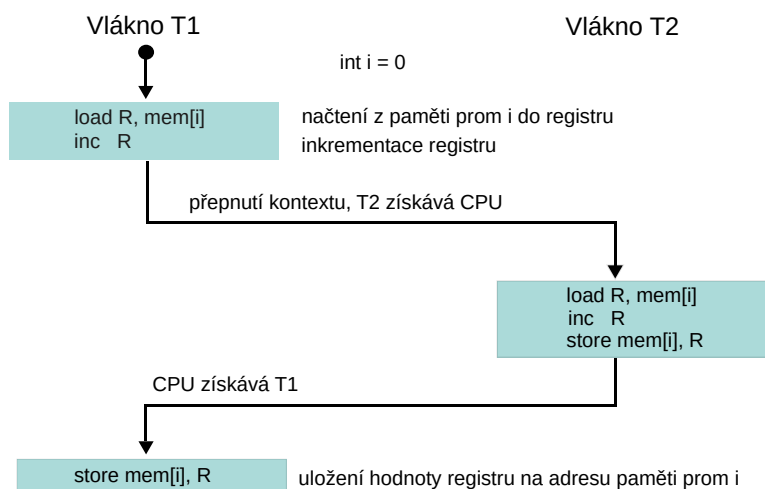 Vlákno T1
Vlákno T2
int i = 0
load R, mem[i]
inc R
načtení z paměti prom i do registru
inkrementace registru
přepnutí kontextu, T2 získává CPU
load R, mem[i]
inc R
store mem[i], R
CPU získává T1
store mem[i], R
uložení hodnoty registru na adresu paměti prom i